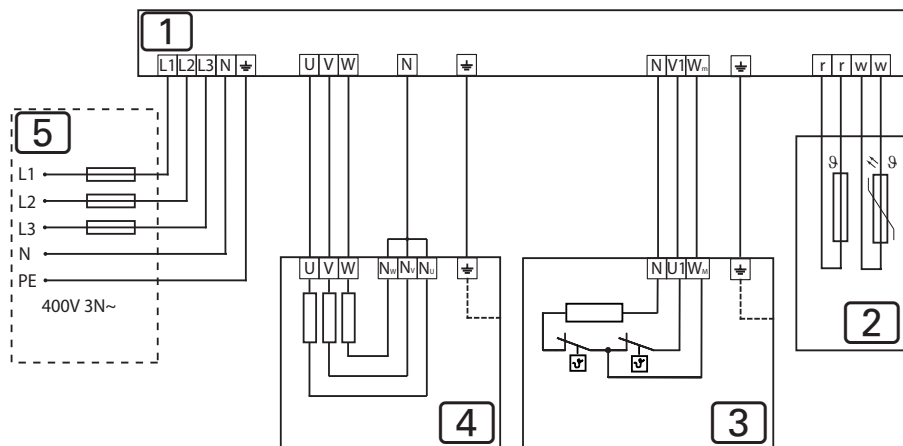 1
L1 L2 L3 N ⏚ U V W N ⏚ N V1 Wm ⏚ r r w w
5
L1
L2
L3
N
PE
400V 3N~
U V W NW NV NU ⏚
4
N U1 WM ⏚
ϑ ϑ
3
ϑ ϑ
2